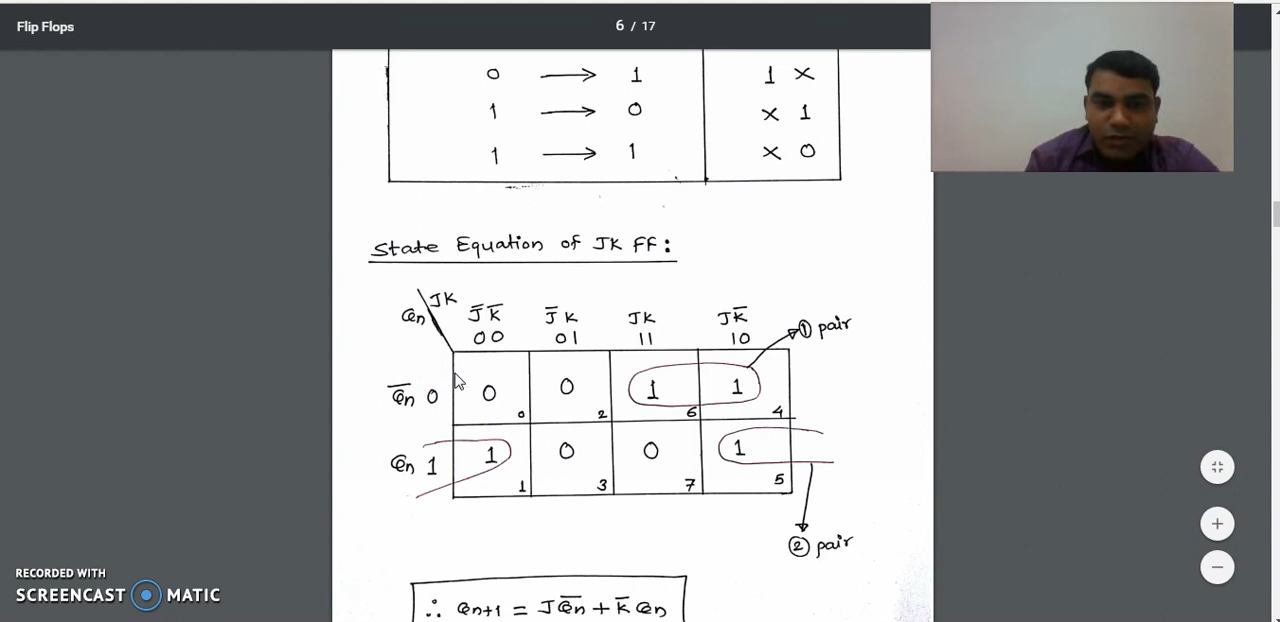 Flip Flops
6 / 17
0 → 1 1 ×
1 → 0 × 1
1 → 1 × 0
State Equation of JK FF:
JK
Qn
J̅K̅ J̅K JK JK̅
00 01 11 10
① pair
Q̅n 0 0 0 1 1
0 2 6 4
Qn 1 1 0 0 1
1 3 7 5
② pair
∴ Qn+1 = JQ̅n + K̅Qn
RECORDED WITH
SCREENCAST MATIC